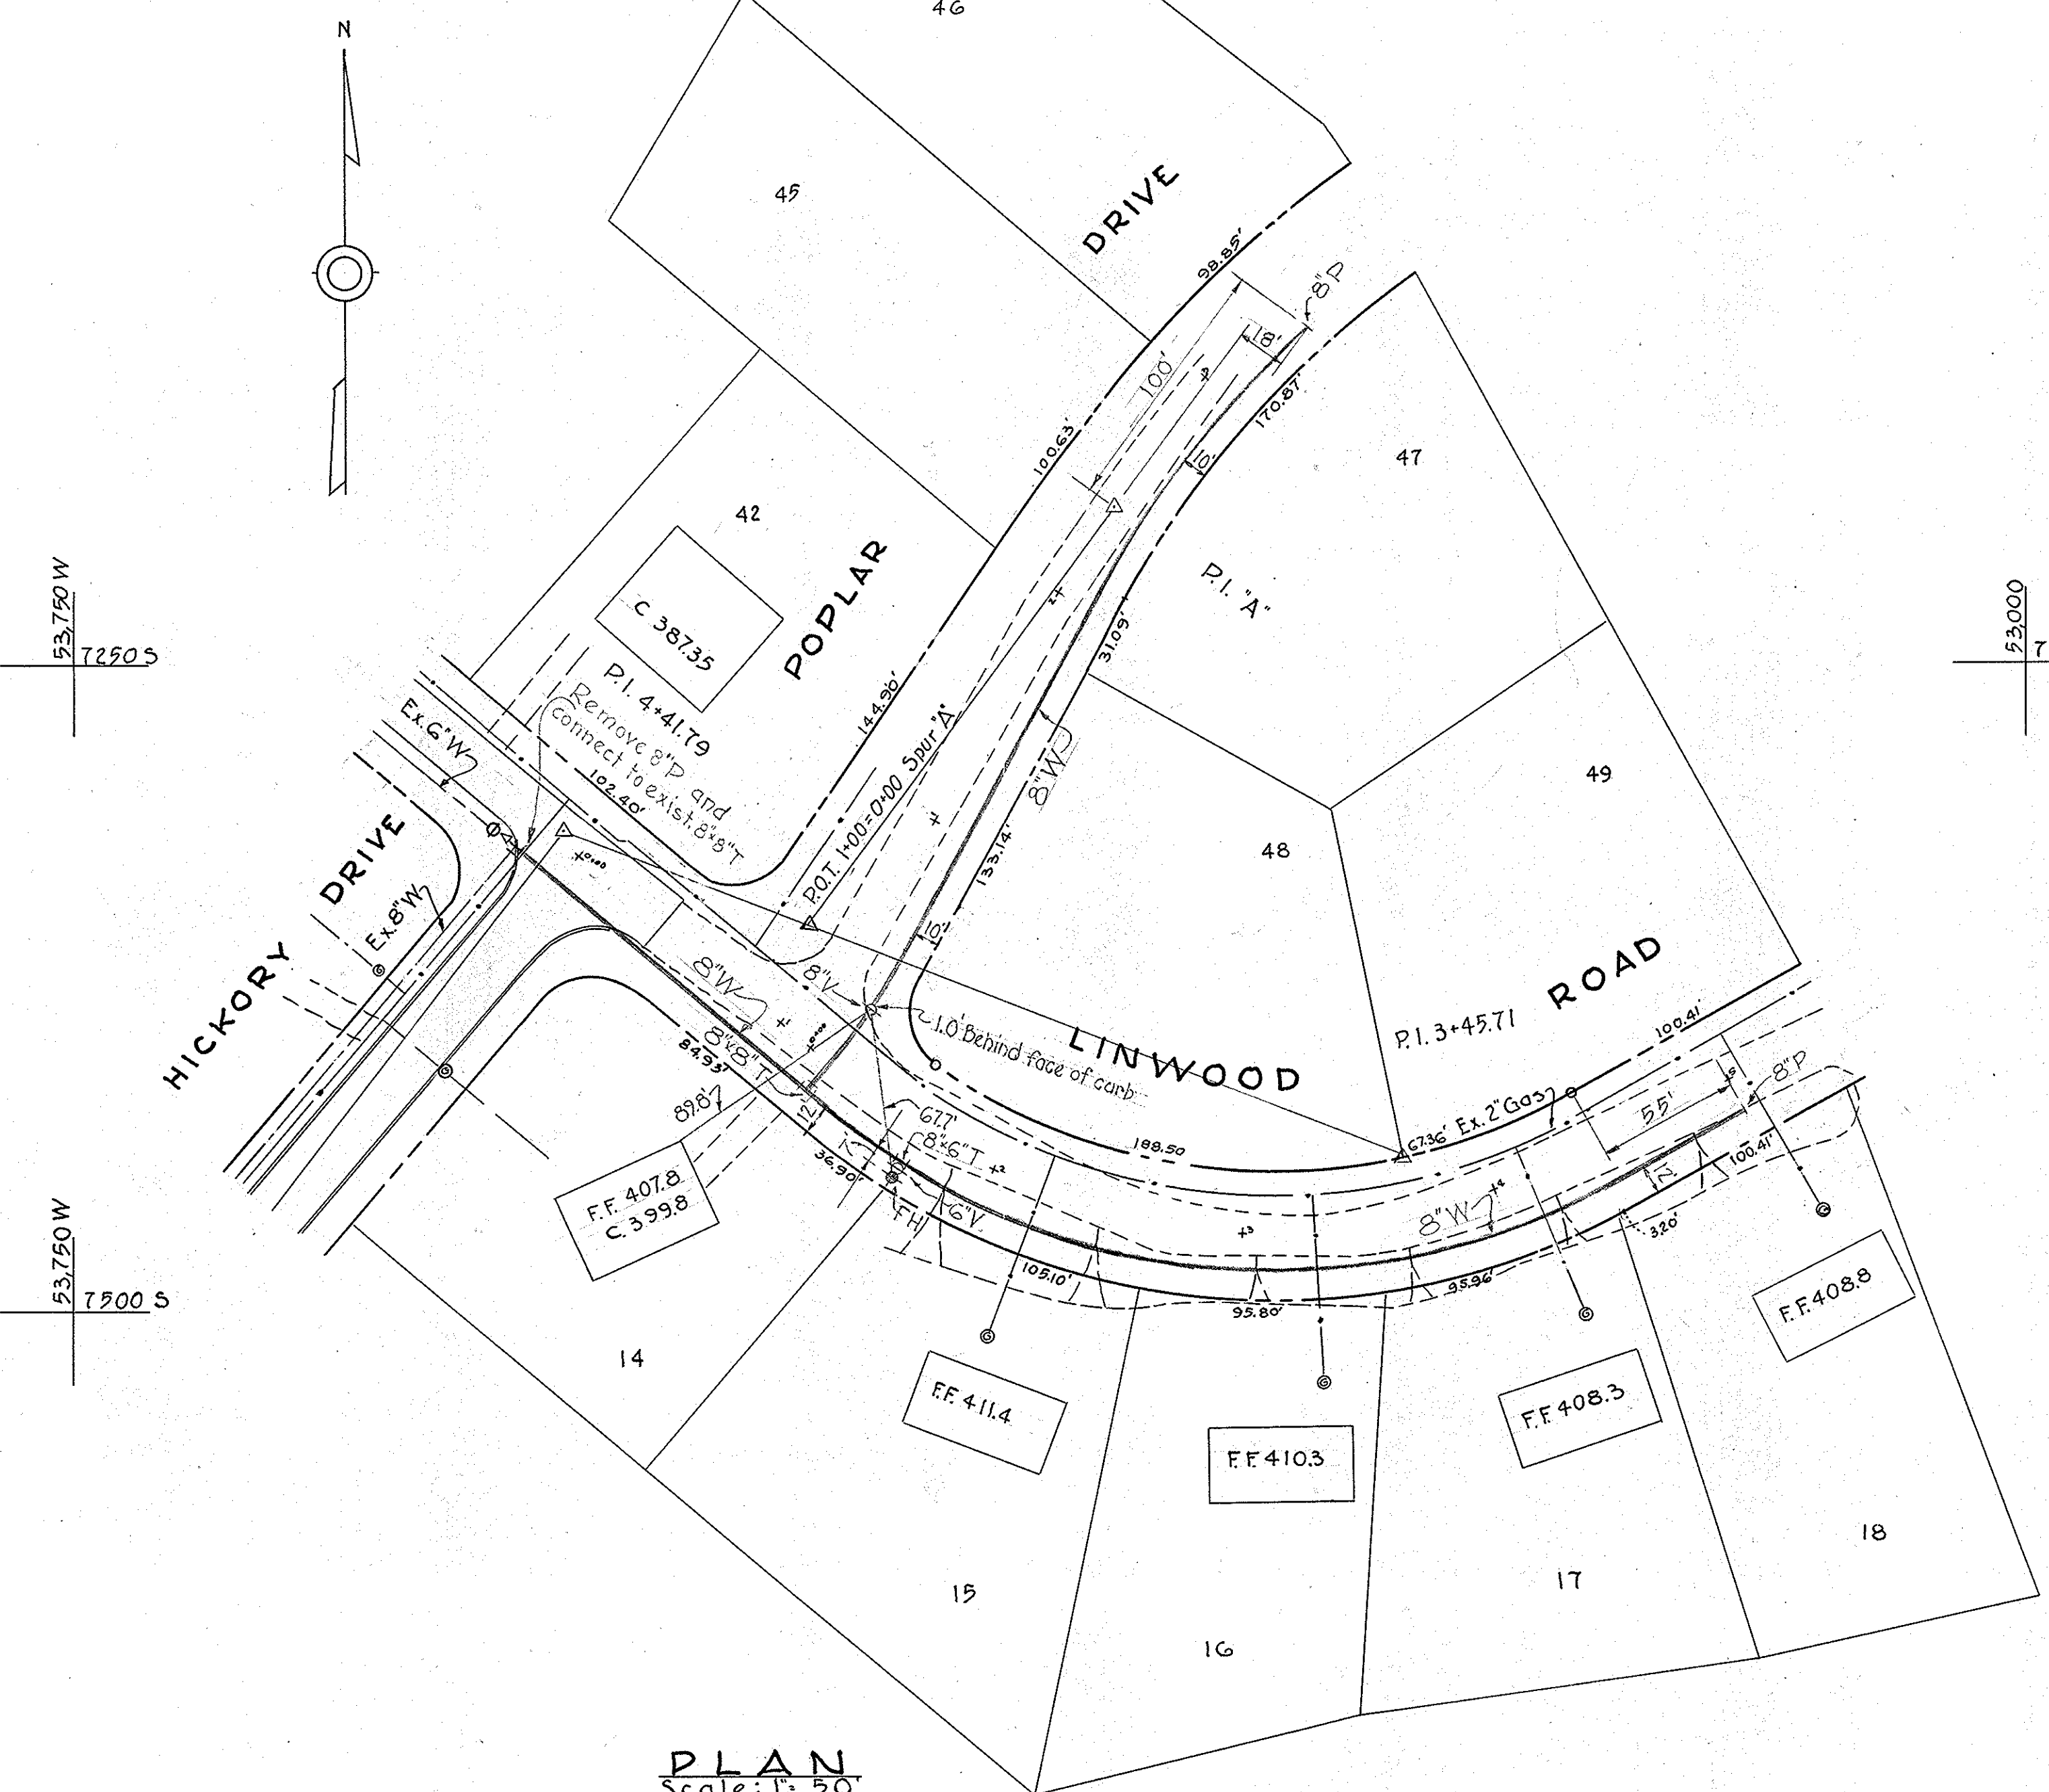 46
N
45
DRIVE
98.85'
8"P
18'
100'
170.87'
100.63'
10'
47
42
POPLAR
P.I. "A"
C 387.35
53,750 W
7250 S
53,000
7
31.09'
P.I. 4+41.79
Remove 8"P and
connect to exist. 8"x8"T
102.40'
144.90'
P.O.T. 1+00=0+00 Spur "A"
8"W
Ex. 6"W
49
48
133.14'
DRIVE
HICKORY
Ex. 8"W
10'
8"V
8"W
1.0' Behind face of curb
LINWOOD
ROAD
P.I. 3+45.71
100.41'
8"x8"T
84.93'
89.8'
12'
67.7'
8"x6"T
36.90'
FH
6"V
188.50
67.36'
Ex. 2"Gas
55'
8"P
100.41'
12'
8"W
3.20'
F.F. 407.8
C. 399.8
105.10'
95.80'
95.96'
F.F. 408.8
53,750 W
7500 S
14
F.F. 411.4
F.F. 410.3
F.F. 408.3
15
16
17
18
PLAN
Scale: 1"= 50'